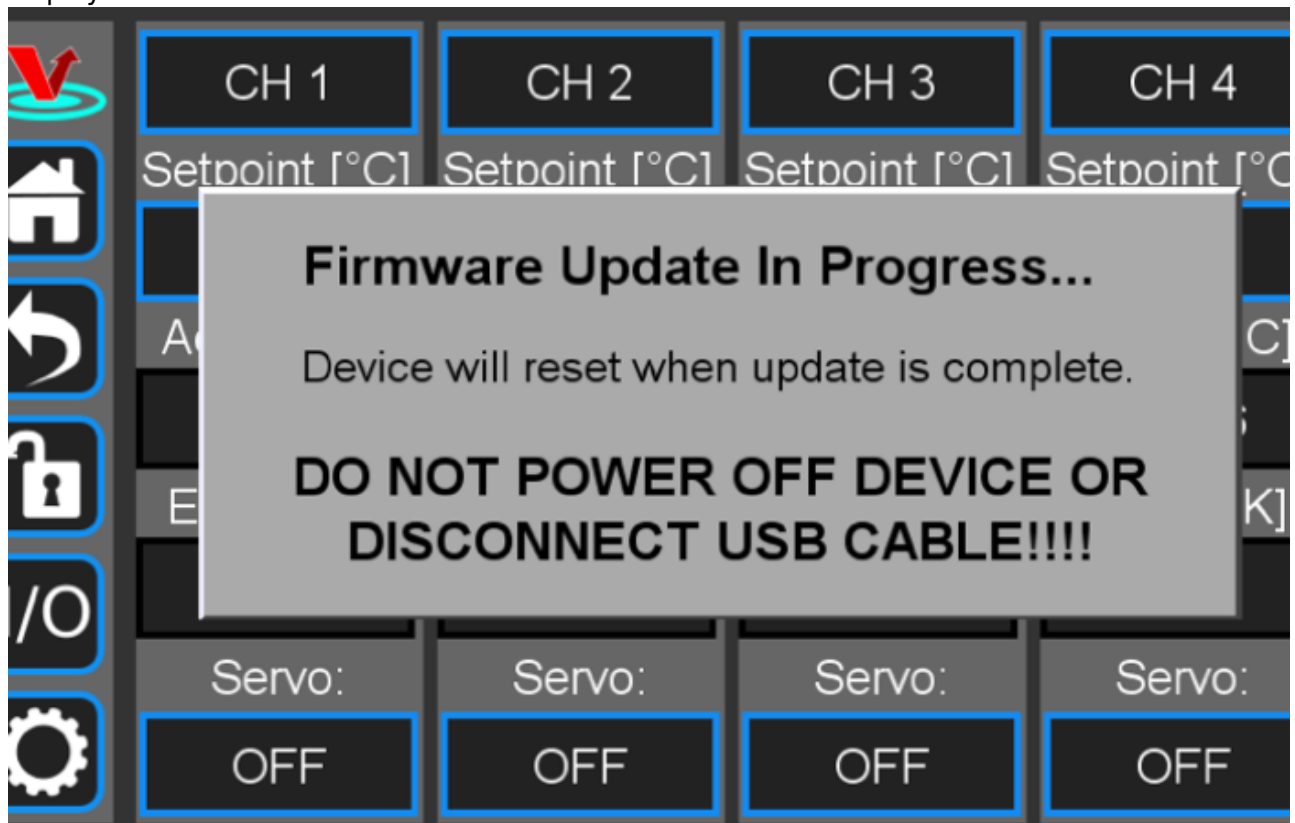 CH 1 CH 2 CH 3 CH 4
Setpoint [°C] Setpoint [°C] Setpoint [°C] Setpoint [°C
Firmware Update In Progress...
A C]
Device will reset when update is complete.
DO NOT POWER OFF DEVICE OR
E K]
DISCONNECT USB CABLE!!!!
I/O
Servo: Servo: Servo: Servo:
OFF OFF OFF OFF